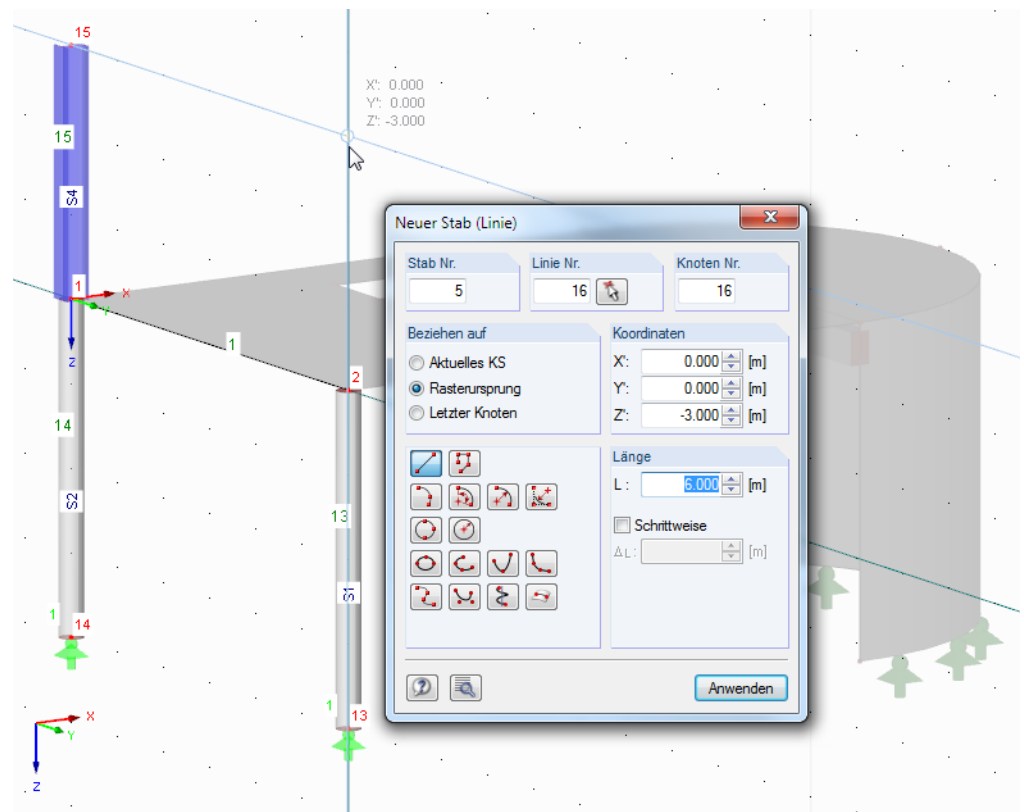 15
X': 0.000
Y': 0.000
Z': -3.000
15
S4
1
X
Y
Z
1
2
14
S2
13
S1
1
14
1
13
X
Y
Z
Neuer Stab (Linie)
Stab Nr.
5
Linie Nr.
16
Knoten Nr.
16
Beziehen auf
Aktuelles KS
Rasterursprung
Letzter Knoten
Koordinaten
X': 0.000 [m]
Y': 0.000 [m]
Z': -3.000 [m]
Länge
L : 6.000 [m]
Schrittweise
ΔL: [m]
Anwenden